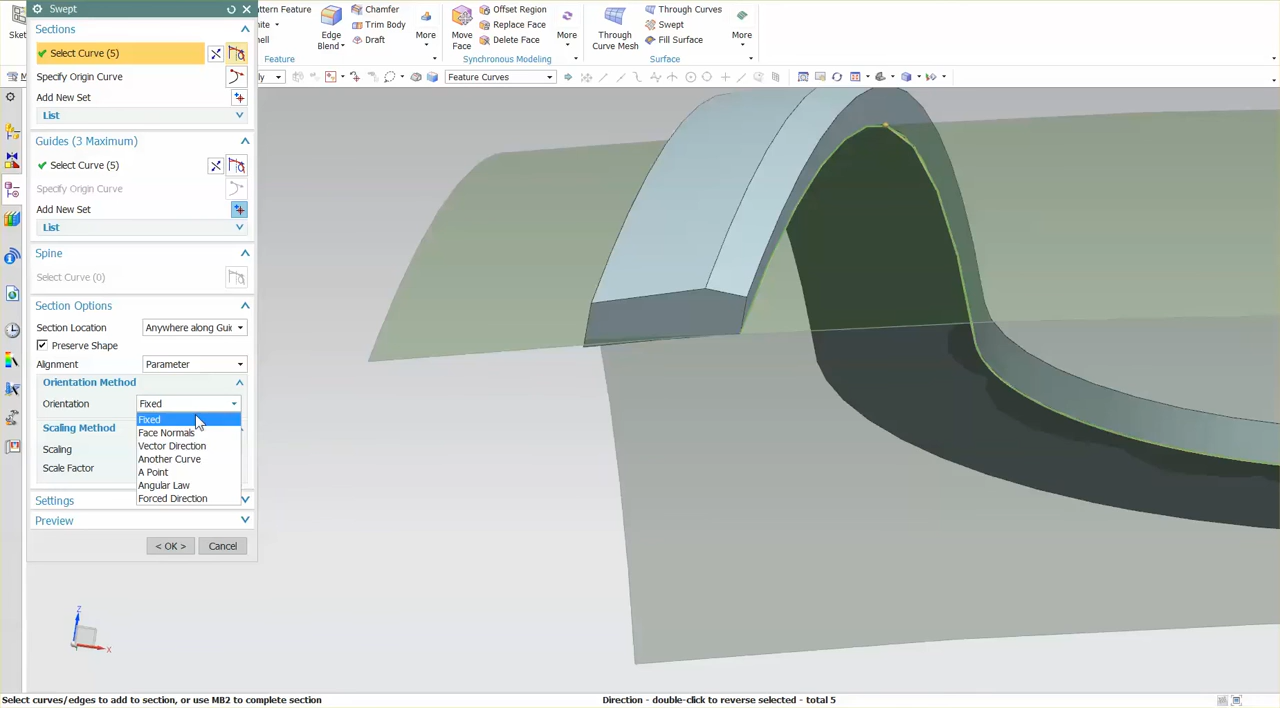 Swept
Sections
Select Curve (5)
Specify Origin Curve
Add New Set
List
Guides (3 Maximum)
Select Curve (5)
Specify Origin Curve
Add New Set
List
Spine
Select Curve (0)
Section Options
Section Location
Anywhere along Guid
Preserve Shape
Alignment
Parameter
Orientation Method
Orientation
Fixed
Fixed
Face Normals
Vector Direction
Another Curve
A Point
Angular Law
Forced Direction
Scaling Method
Scaling
Scale Factor
Settings
Preview
< OK >
Cancel
Pattern Feature
Edge
Blend
Chamfer
Trim Body
Draft
More
Feature
Move
Face
Offset Region
Replace Face
Delete Face
More
Synchronous Modeling
Through
Curve Mesh
Through Curves
Swept
Fill Surface
More
Surface
Feature Curves
Z
X
Select curves/edges to add to section, or use MB2 to complete section
Direction - double-click to reverse selected - total 5